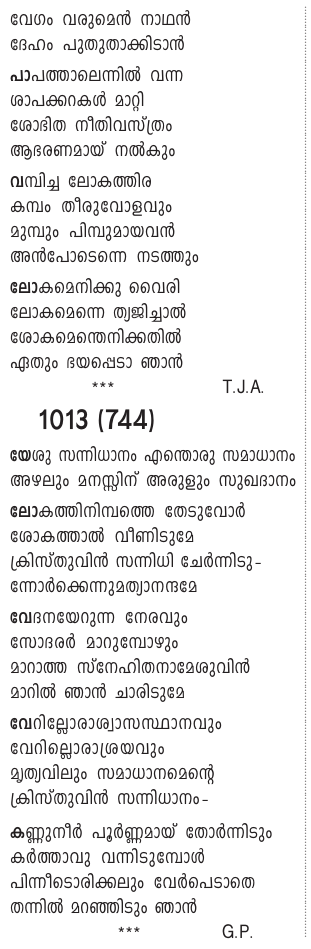 വേഗം വരുമെൻ നാഥൻ
ദേഹം പുതുതാക്കിടാൻ
പാപത്താലെന്നിൽ വന്ന
ശാപക്കറകൾ മാറ്റി
ശോഭിത നീതിവസ്ത്രം
ആഭരണമായ് നൽകും
വമ്പിച്ച ലോകത്തിര
കമ്പം തീരുവോളവും
മുമ്പും പിമ്പുമായവൻ
അൻപോടെന്നെ നടത്തും
ലോകമെനിക്കു വൈരി
ലോകമെന്നെ ത്യജിച്ചാൽ
ശോകമെന്തെനിക്കതിൽ
ഏതും ഭയപ്പെടാ ഞാൻ
*** T.J.A.
1013 (744)
യേശു സന്നിധാനം എന്തൊരു സമാധാനം
അഴലും മനസ്സിന് അരുളും സുഖദാനം
ലോകത്തിനിമ്പത്തെ തേടുവോർ
ശോകത്താൽ വീണിടുമേ
ക്രിസ്തുവിൻ സന്നിധി ചേർന്നിടു-
ന്നോർക്കെന്നുമത്യാനന്ദമേ
വേദനയേറുന്ന നേരവും
സോദരർ മാറുമ്പോഴും
മാറാത്ത സ്നേഹിതനാമേശുവിൻ
മാറിൽ ഞാൻ ചാരിടുമേ
വേറില്ലോരാശ്വാസസ്ഥാനവും
വേറില്ലൊരാശ്രയവും
മൃത്യവിലും സമാധാനമെന്റെ
ക്രിസ്തുവിൻ സന്നിധാനം-
കണ്ണുനീർ പൂർണ്ണമായ് തോർന്നിടും
കർത്താവു വന്നിടുമ്പോൾ
പിന്നീടൊരിക്കലും വേർപെടാതെ
തന്നിൽ മറഞ്ഞിടും ഞാൻ
*** G.P.